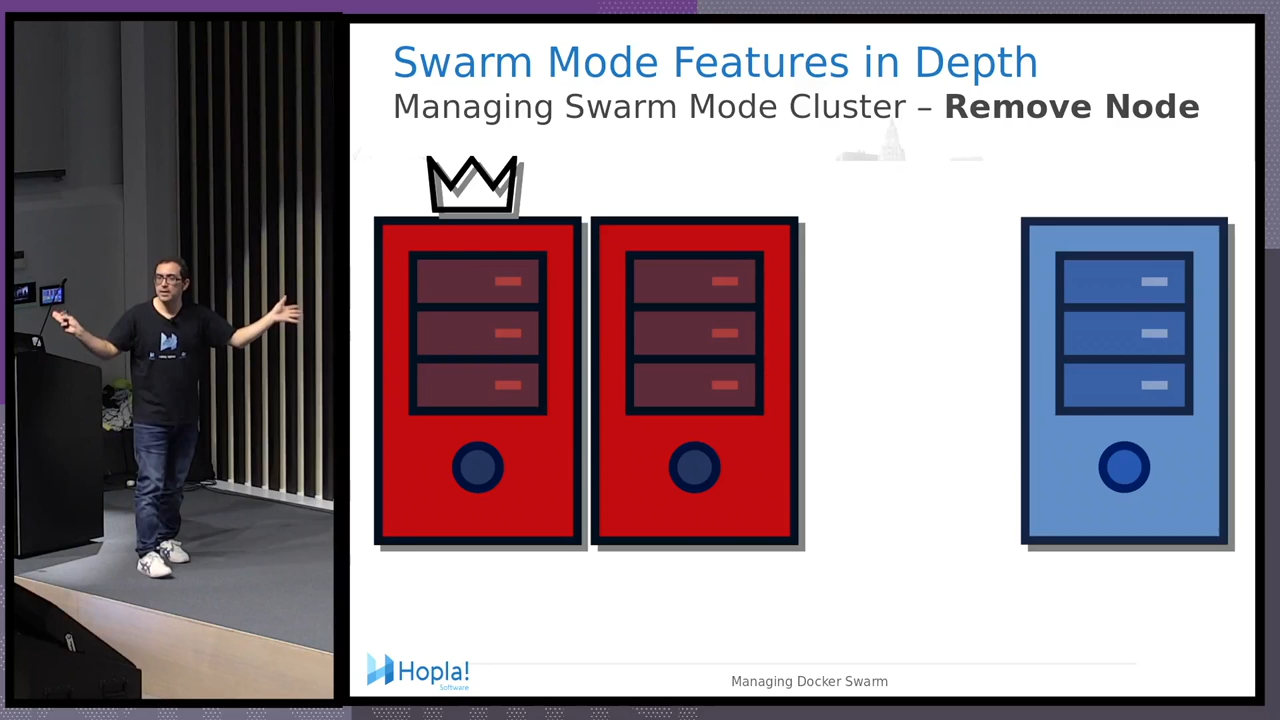 Swarm Mode Features in Depth
Managing Swarm Mode Cluster – Remove Node
Hopla!
Software
Managing Docker Swarm